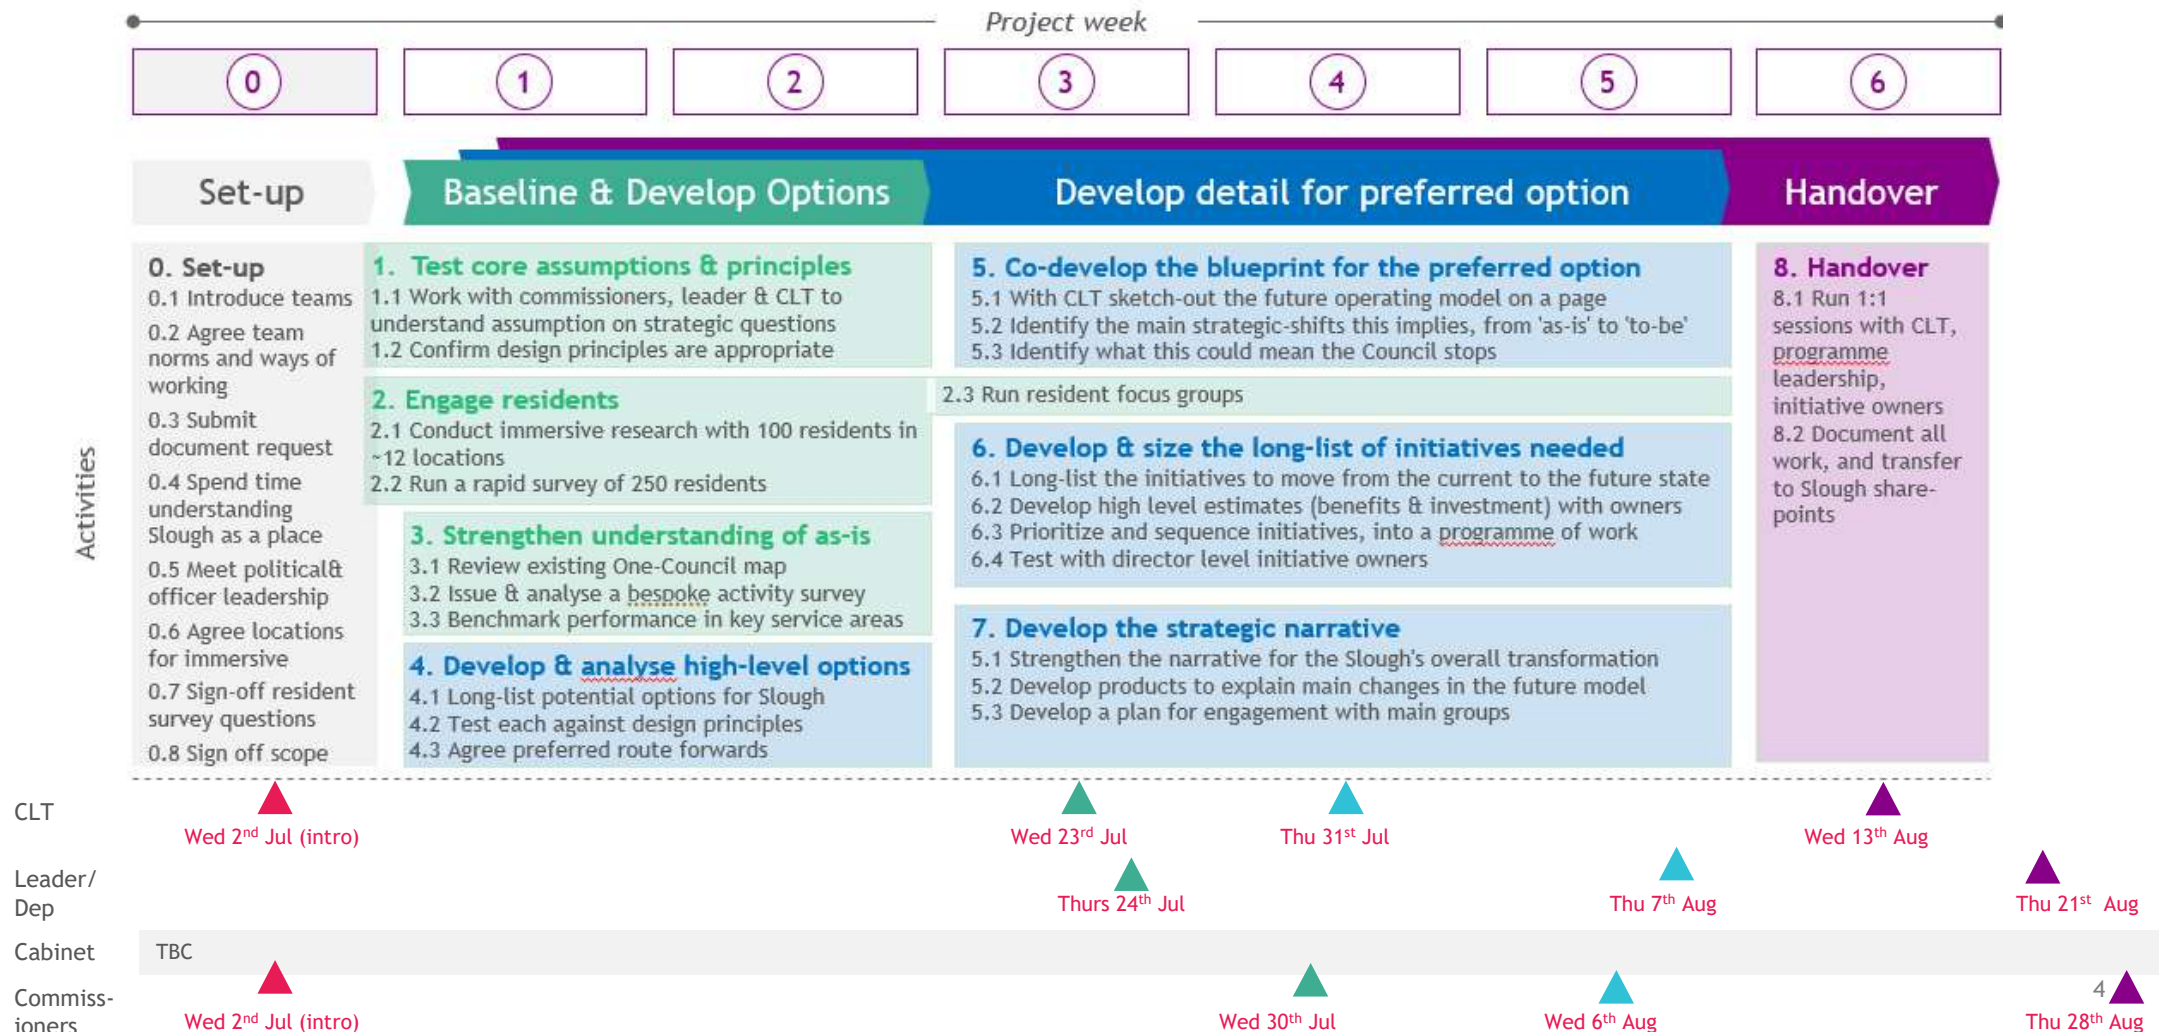 Project week
0
1
2
3
4
5
6
Set-up
Baseline & Develop Options
Develop detail for preferred option
Handover
Activities
0. Set-up
0.1 Introduce teams
0.2 Agree team
norms and ways of
working
0.3 Submit
document request
0.4 Spend time
understanding
Slough as a place
0.5 Meet political&
officer leadership
0.6 Agree locations
for immersive
0.7 Sign-off resident
survey questions
0.8 Sign off scope
1. Test core assumptions & principles
1.1 Work with commissioners, leader & CLT to
understand assumption on strategic questions
1.2 Confirm design principles are appropriate
2. Engage residents
2.1 Conduct immersive research with 100 residents in
~12 locations
2.2 Run a rapid survey of 250 residents
3. Strengthen understanding of as-is
3.1 Review existing One-Council map
3.2 Issue & analyse a bespoke activity survey
3.3 Benchmark performance in key service areas
4. Develop & analyse high-level options
4.1 Long-list potential options for Slough
4.2 Test each against design principles
4.3 Agree preferred route forwards
5. Co-develop the blueprint for the preferred option
5.1 With CLT sketch-out the future operating model on a page
5.2 Identify the main strategic-shifts this implies, from 'as-is' to 'to-be'
5.3 Identify what this could mean the Council stops
2.3 Run resident focus groups
6. Develop & size the long-list of initiatives needed
6.1 Long-list the initiatives to move from the current to the future state
6.2 Develop high level estimates (benefits & investment) with owners
6.3 Prioritize and sequence initiatives, into a programme of work
6.4 Test with director level initiative owners
7. Develop the strategic narrative
5.1 Strengthen the narrative for the Slough's overall transformation
5.2 Develop products to explain main changes in the future model
5.3 Develop a plan for engagement with main groups
8. Handover
8.1 Run 1:1
sessions with CLT,
programme
leadership,
initiative owners
8.2 Document all
work, and transfer
to Slough share-
points
CLT
Wed 2nd Jul (intro)
Wed 23rd Jul
Thu 31st Jul
Wed 13th Aug
Leader/
Dep
Thurs 24th Jul
Thu 7th Aug
Thu 21st Aug
Cabinet
TBC
Commiss-
ioners
Wed 2nd Jul (intro)
Wed 30th Jul
Wed 6th Aug
Thu 28th Aug
4